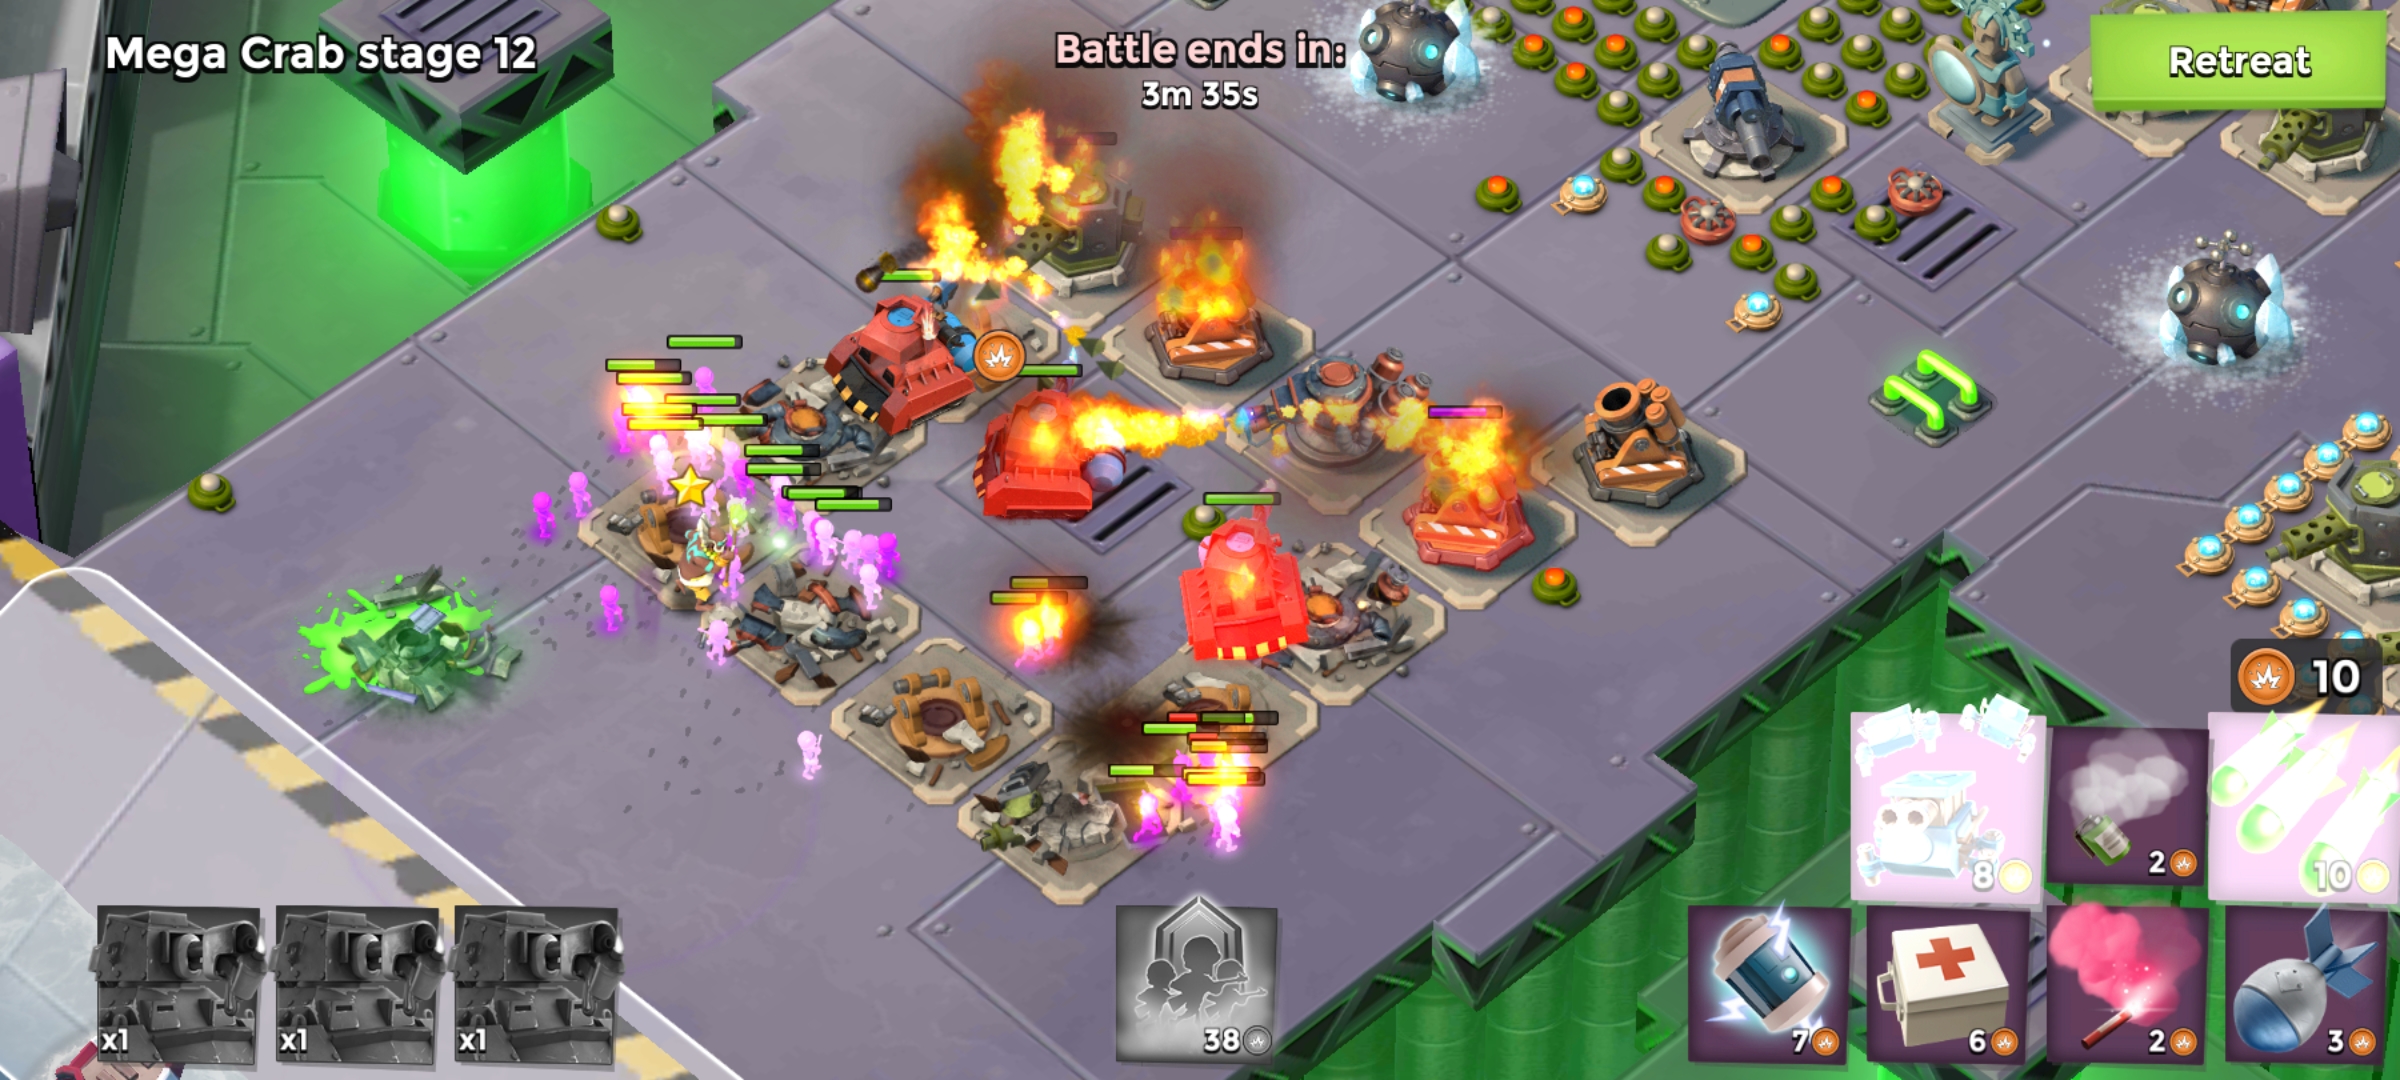 Mega Crab stage 12
Battle ends in:
3m 35s
Retreat
10
8
2
10
x1
x1
x1
38
7
6
2
3